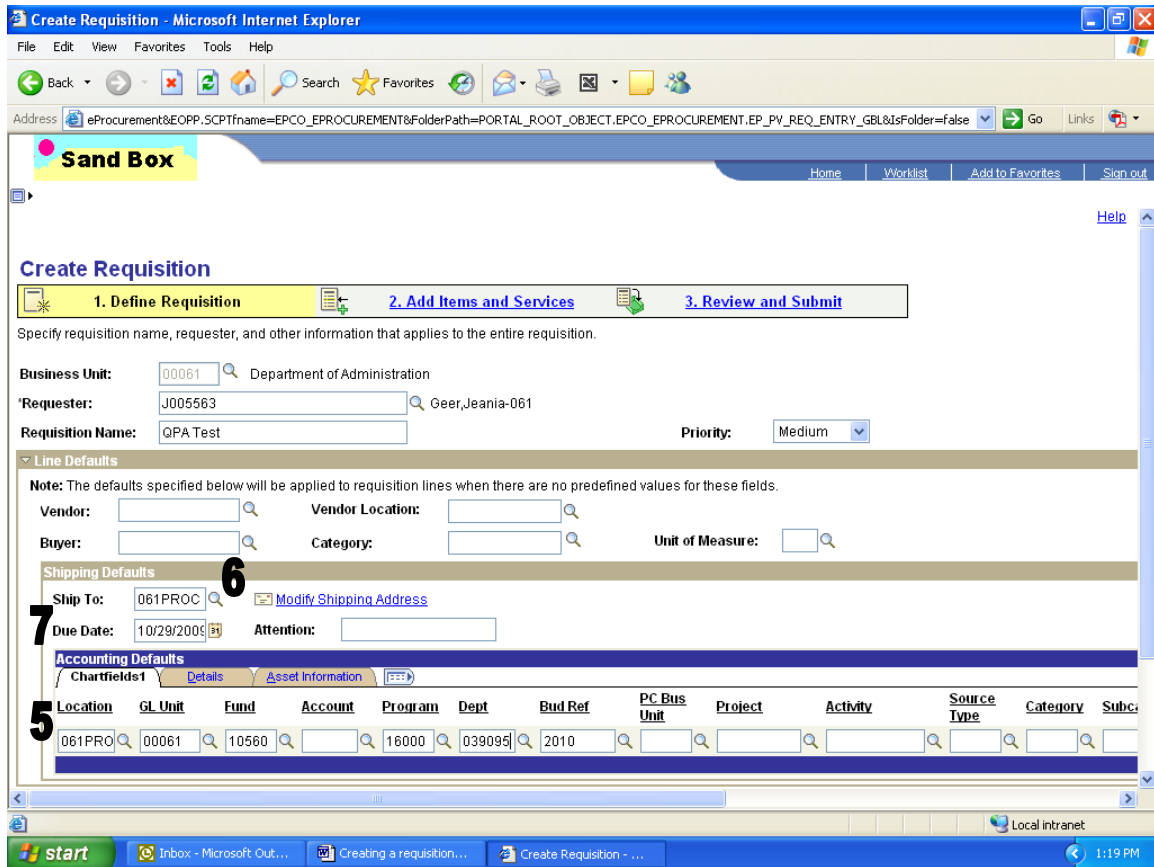 Create Requisition - Microsoft Internet Explorer
File Edit View Favorites Tools Help
Back Search Favorites
Address eProcurement&EOPP.SCPTfname=EPCO_EPROCUREMENT&FolderPath=PORTAL_ROOT_OBJECT.EPCO_EPROCUREMENT.EP_PV_REQ_ENTRY_GBL&IsFolder=false Go Links
Sand Box
Home Worklist Add to Favorites Sign out
Help
Create Requisition
1. Define Requisition 2. Add Items and Services 3. Review and Submit
Specify requisition name, requester, and other information that applies to the entire requisition.
Business Unit: 00061 Department of Administration
*Requester: J005563 Geer,Jeania-061
Requisition Name: QPA Test Priority: Medium
Line Defaults
Note: The defaults specified below will be applied to requisition lines when there are no predefined values for these fields.
Vendor: Vendor Location:
Buyer: Category: Unit of Measure:
Shipping Defaults
6
Ship To: 061PROC Modify Shipping Address
7
Due Date: 10/29/2009 31 Attention:
Accounting Defaults
Chartfields1 Details Asset Information
5
Location GL Unit Fund Account Program Dept Bud Ref PC Bus Unit Project Activity Source Type Category Subca
061PRO 00061 10560 16000 039095 2010
Local intranet
start Inbox - Microsoft Out... Creating a requisition... Create Requisition - ... 1:19 PM